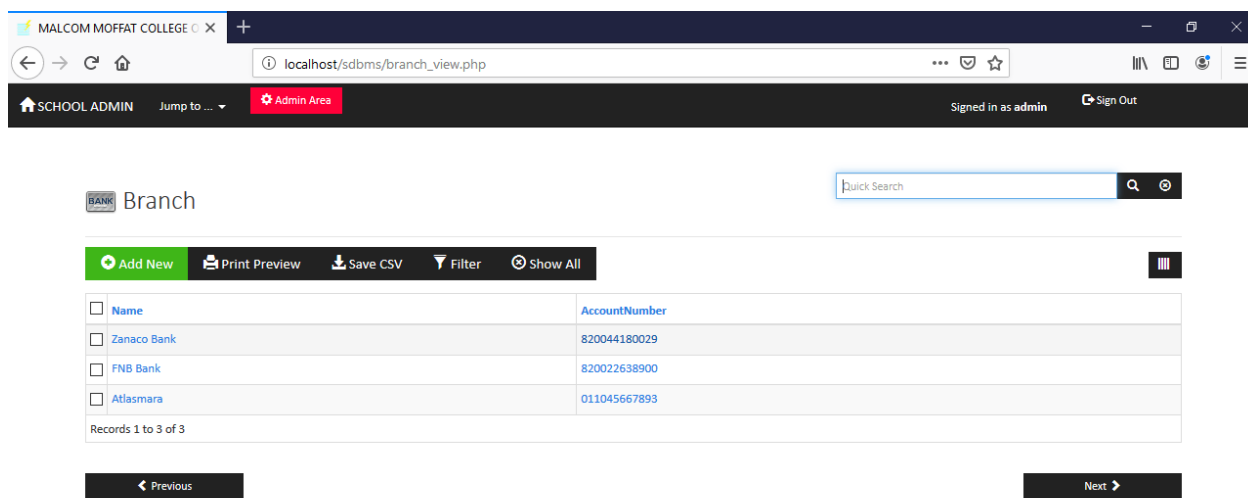 MALCOM MOFFAT COLLEGE O
localhost/sdbms/branch_view.php
SCHOOL ADMIN Jump to ... Admin Area Signed in as admin Sign Out
Quick Search
BANK Branch
Add New Print Preview Save CSV Filter Show All
Name AccountNumber
Zanaco Bank 820044180029
FNB Bank 820022638900
Atlasmara 011045667893
Records 1 to 3 of 3
Previous Next